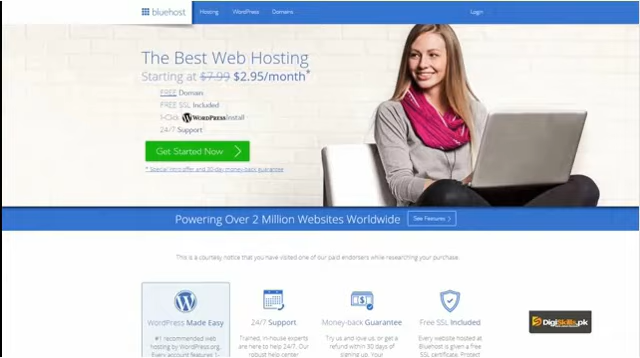 bluehost
Hosting
WordPress
Domains
Login
The Best Web Hosting
Starting at $7.99 $2.95/month*
FREE Domain
FREE SSL Included
1-Click WORDPRESS Install
24/7 Support
Get Started Now
* Special intro offer and 30-day money-back guarantee
Powering Over 2 Million Websites Worldwide
See Features
This is a courtesy notice that you have visited one of our paid endorsers while researching your purchase.
WordPress Made Easy
#1 recommended web
hosting by WordPress.org.
Every account features 1-
24/7 Support
Trained, in-house experts
are here to help 24/7. Our
robust help center
Money-back Guarantee
Try us and love us, or get a
refund within 30 days
of signing up. Your
Free SSL Included
Every website hosted at
Bluehost is given a free
SSL certificate. Protect
DigiSkills.pk